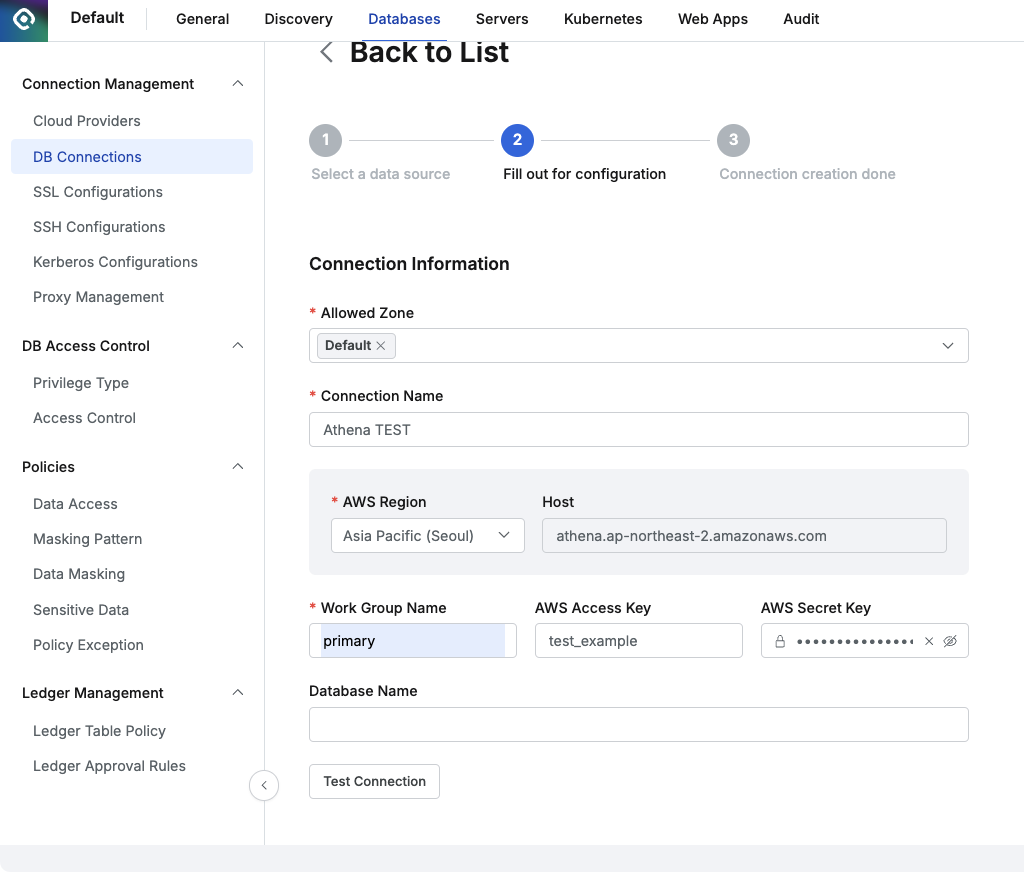 Default
General
Discovery
Databases
Servers
Kubernetes
Web Apps
Audit
Connection Management
Cloud Providers
DB Connections
SSL Configurations
SSH Configurations
Kerberos Configurations
Proxy Management
DB Access Control
Privilege Type
Access Control
Policies
Data Access
Masking Pattern
Data Masking
Sensitive Data
Policy Exception
Ledger Management
Ledger Table Policy
Ledger Approval Rules
Back to List
1
Select a data source
2
Fill out for configuration
3
Connection creation done
Connection Information
* Allowed Zone
Default
* Connection Name
Athena TEST
* AWS Region
Asia Pacific (Seoul)
Host
athena.ap-northeast-2.amazonaws.com
* Work Group Name
primary
AWS Access Key
test_example
AWS Secret Key
Database Name
Test Connection